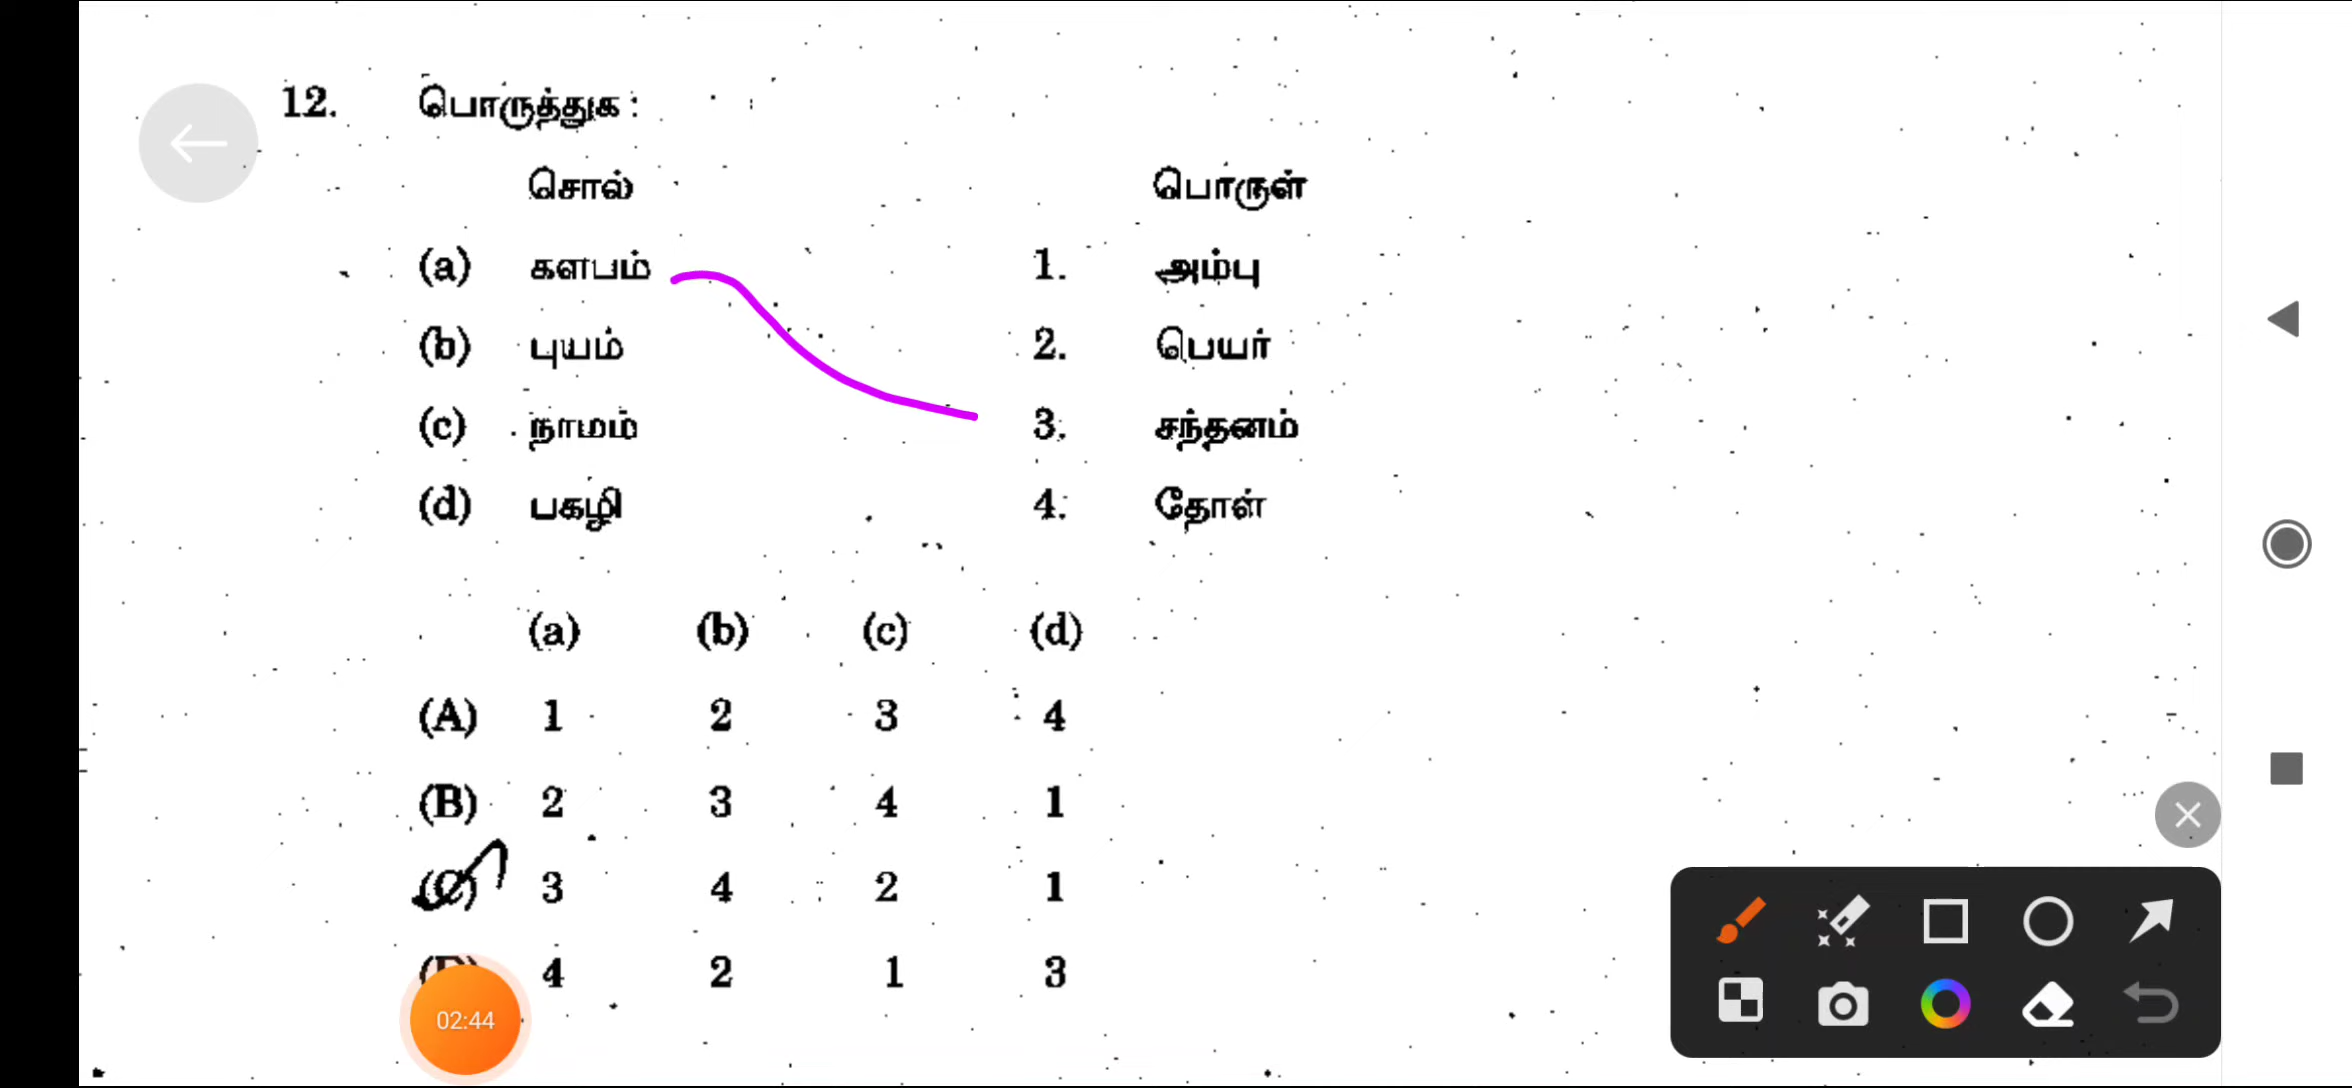 12. பொருத்துக :
சொல் பொருள்
(a) களபம் 1. அம்பு
(b) புயம் 2. பெயர்
(c) நாமம் 3. சந்தனம்
(d) பகழி 4. தோள்
(a) (b) (c) (d)
(A) 1 2 3 4
(B) 2 3 4 1
(C) 3 4 2 1
(D) 4 2 1 3
02:44